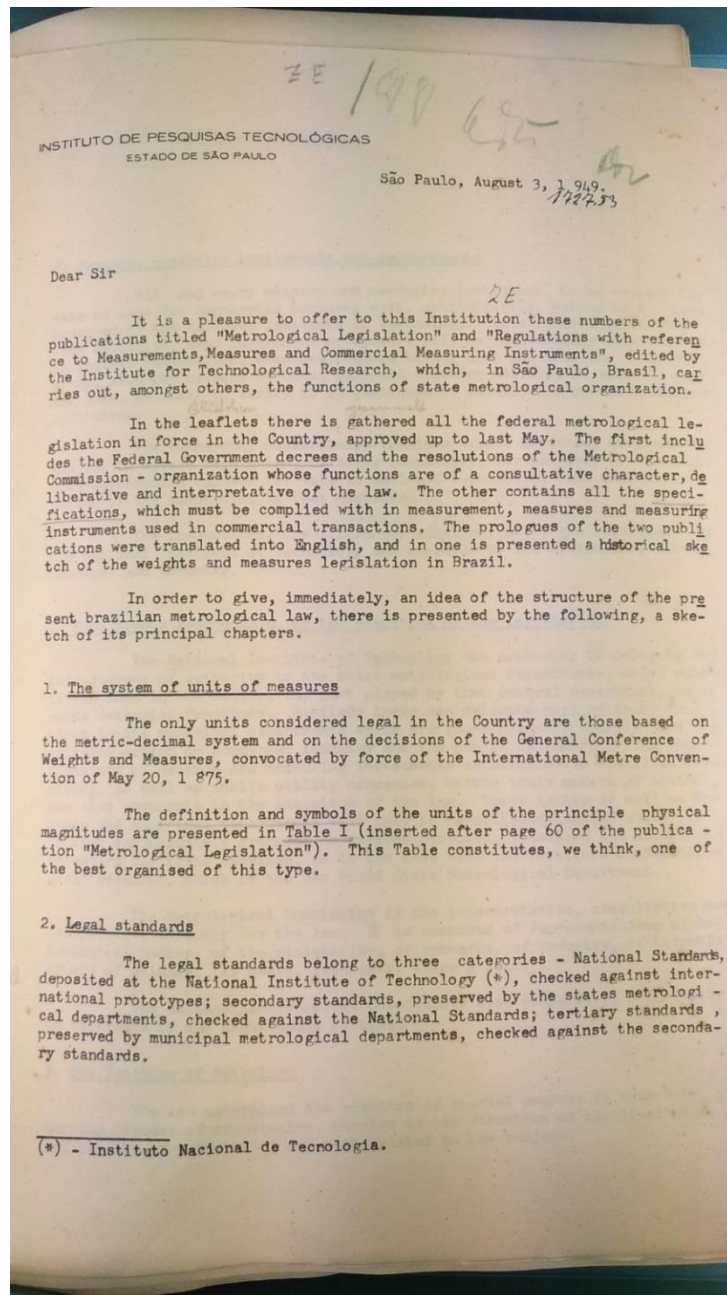 ZE
INSTITUTO DE PESQUISAS TECNOLÓGICAS
ESTADO DE SÃO PAULO
São Paulo, August 3, 1 949.
1727.53
Dear Sir
ZE
It is a pleasure to offer to this Institution these numbers of the
publications titled "Metrological Legislation" and "Regulations with referen
ce to Measurements,Measures and Commercial Measuring Instruments", edited by
the Institute for Technological Research, which, in São Paulo, Brasil, car
ries out, amongst others, the functions of state metrological organization.
In the leaflets there is gathered all the federal metrological le-
gislation in force in the Country, approved up to last May. The first inclu
des the Federal Government decrees and the resolutions of the Metrological
Commission - organization whose functions are of a consultative character, de
liberative and interpretative of the law. The other contains all the speci-
fications, which must be complied with in measurement, measures and measuring
instruments used in commercial transactions. The prologues of the two publi
cations were translated into English, and in one is presented a historical ske
tch of the weights and measures legislation in Brazil.
In order to give, immediately, an idea of the structure of the pre
sent brazilian metrological law, there is presented by the following, a ske-
tch of its principal chapters.
1. The system of units of measures
The only units considered legal in the Country are those based on
the metric-decimal system and on the decisions of the General Conference of
Weights and Measures, convocated by force of the International Metre Conven-
tion of May 20, 1 875.
The definition and symbols of the units of the principle physical
magnitudes are presented in Table I (inserted after page 60 of the publica -
tion "Metrological Legislation"). This Table constitutes, we think, one of
the best organised of this type.
2. Legal standards
The legal standards belong to three categories - National Standards,
deposited at the National Institute of Technology (*), checked against inter-
national prototypes; secondary standards, preserved by the states metrologi -
cal departments, checked against the National Standards; tertiary standards ,
preserved by municipal metrological departments, checked against the seconda-
ry standards.
(*) - Instituto Nacional de Tecnologia.